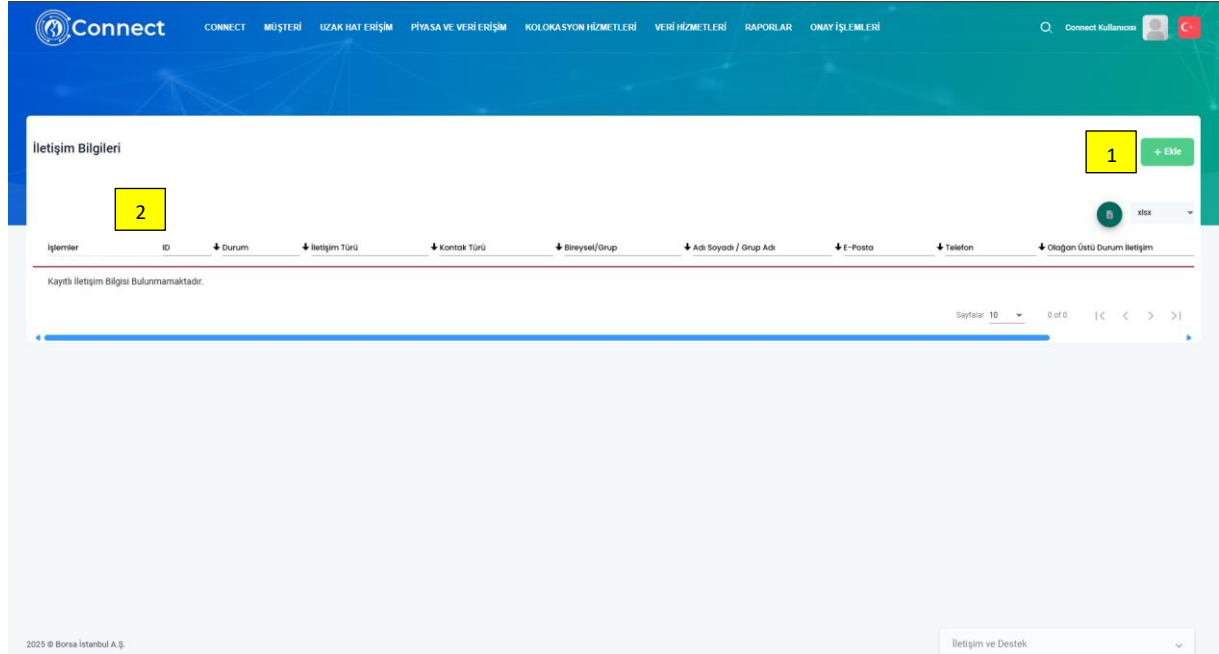 Connect CONNECT MÜŞTERİ UZAK HAT ERİŞİM PİYASA VE VERİ ERİŞİM KOLOKASYON HİZMETLERİ VERİ HİZMETLERİ RAPORLAR ONAY İŞLEMLERİ Connect Kullanıcısı
İletişim Bilgileri
1
+ Ekle
2
xlsx
İşlemler ID Durum İletişim Türü Kontak Türü Bireysel/Grup Adı Soyadı / Grup Adı E-Posta Telefon Olağan Üstü Durum İletişim
Kayıtlı İletişim Bilgisi Bulunmamaktadır.
Sayfalar 10 0 of 0
2025 © Borsa İstanbul A.Ş.
İletişim ve Destek